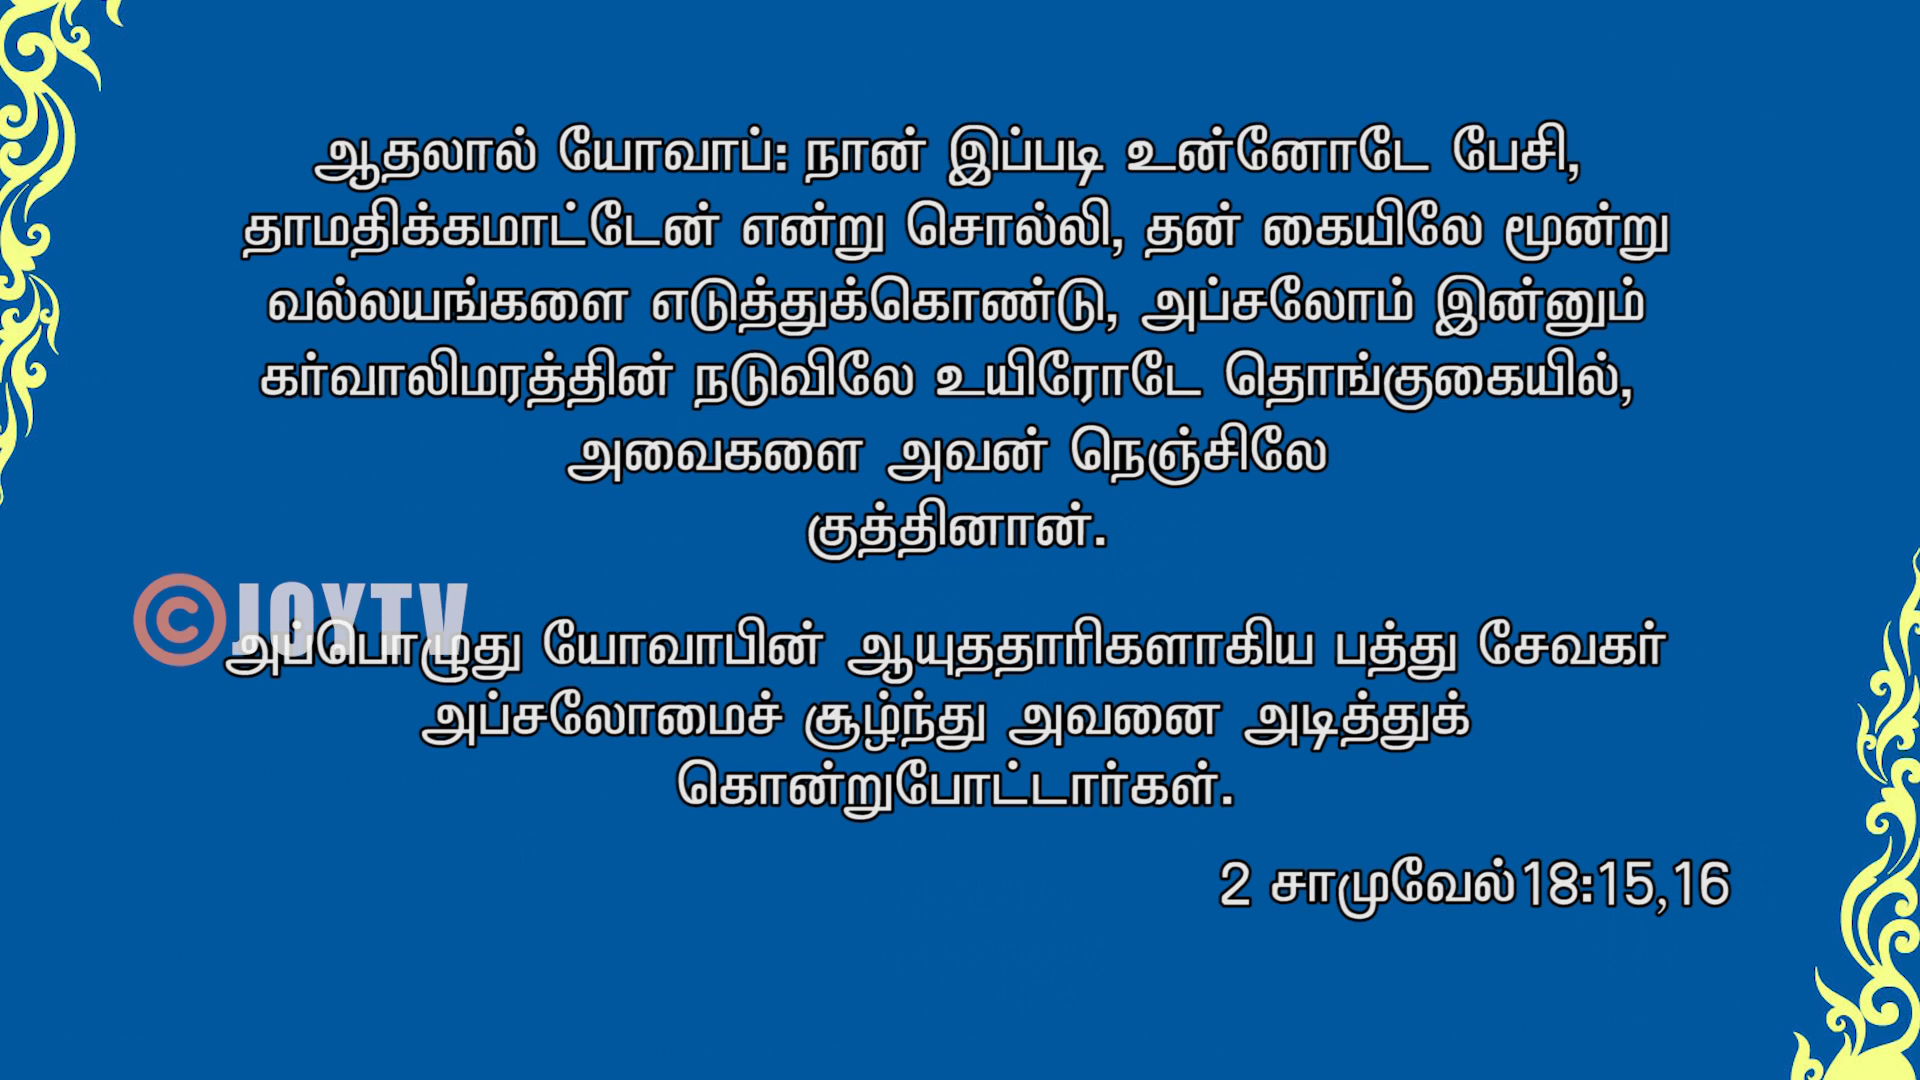 ஆதலால் யோவாப்: நான் இப்படி உன்னோடே பேசி,
தாமதிக்கமாட்டேன் என்று சொல்லி, தன் கையிலே மூன்று
வல்லயங்களை எடுத்துக்கொண்டு, அப்சலோம் இன்னும்
கர்வாலிமரத்தின் நடுவிலே உயிரோடே தொங்குகையில்,
அவைகளை அவன் நெஞ்சிலே
குத்தினான்.
©JOYTV
அப்பொழுது யோவாபின் ஆயுததாரிகளாகிய பத்து சேவகர்
அப்சலோமைச் சூழ்ந்து அவனை அடித்துக்
கொன்றுபோட்டார்கள்.
2 சாமுவேல்18:15,16